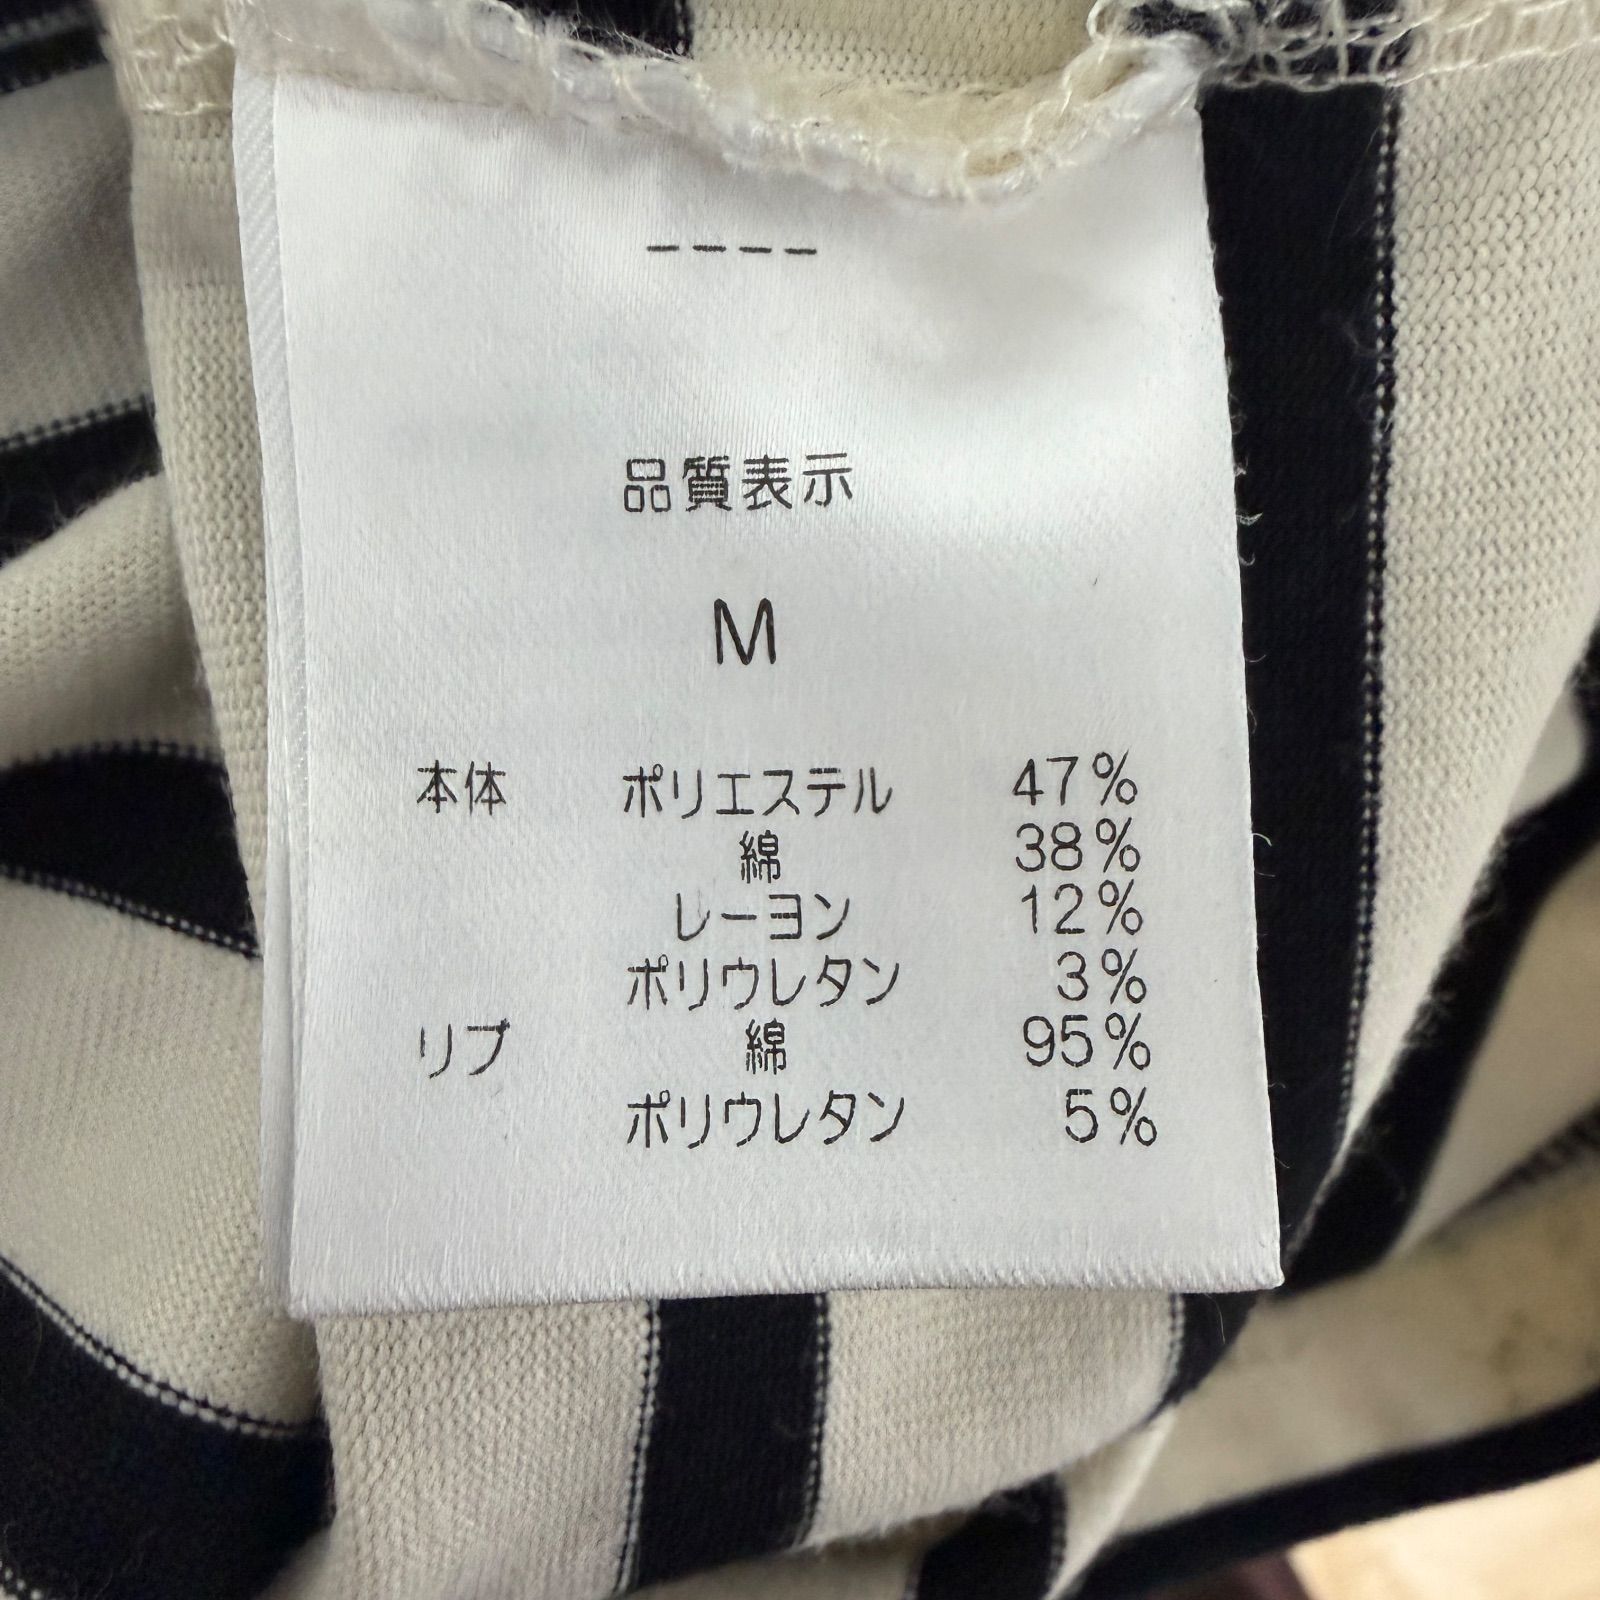 ----
品質表示
M
本体 ポリエステル 47%
綿 38%
レーヨン 12%
ポリウレタン 3%
リブ 綿 95%
ポリウレタン 5%